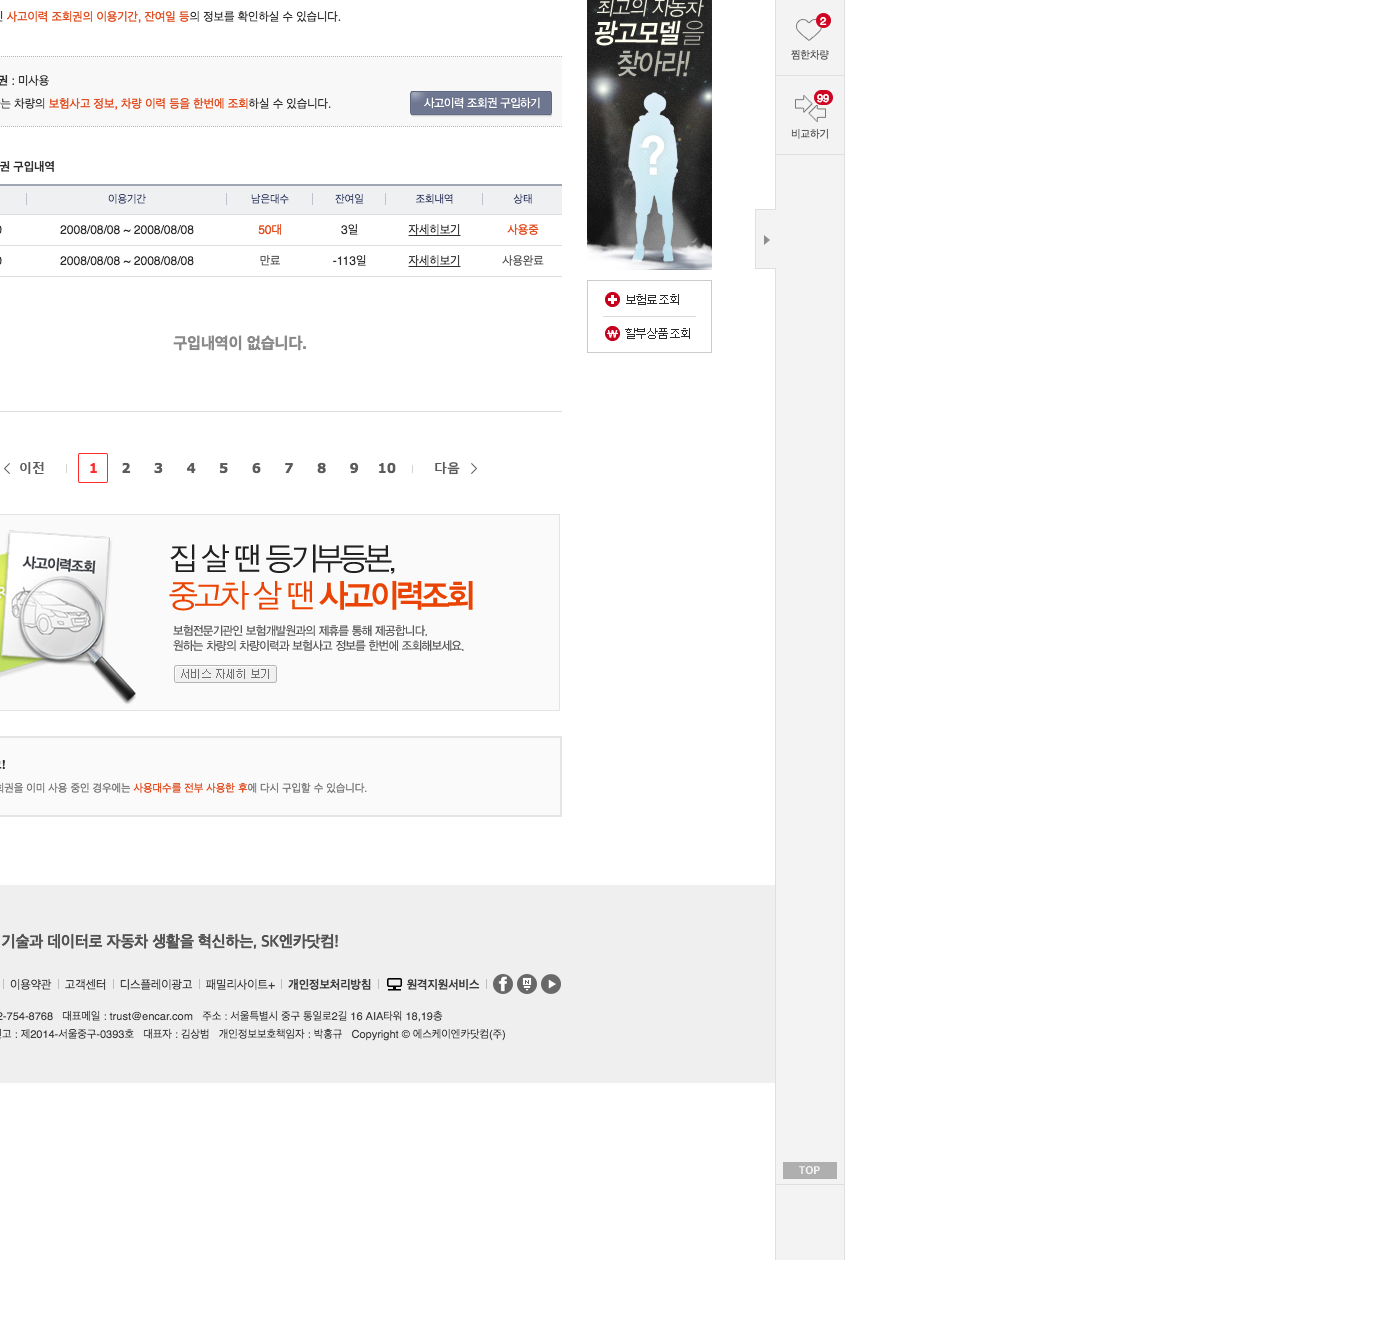 사고이력 조회권의 이용기간, 잔여일 등의 정보를 확인하실 수 있습니다.
권 : 미사용
는 차량의 보험사고 정보, 차량 이력 등을 한번에 조회하실 수 있습니다.
사고이력 조회권 구입하기
권 구입내역
이용기간 남은대수 잔여일 조회내역 상태
2008/08/08 ~ 2008/08/08 50대 3일 자세히보기 사용중
2008/08/08 ~ 2008/08/08 만료 -113일 자세히보기 사용완료
구입내역이 없습니다.
이전 1 2 3 4 5 6 7 8 9 10 다음
사고이력조회
집 살 땐 등기부등본,
중고차 살 땐 사고이력조회
보험전문기관인 보험개발원과의 제휴를 통해 제공합니다.
원하는 차량의 차량이력과 보험사고 정보를 한번에 조회해보세요.
서비스 자세히 보기
회권을 이미 사용 중인 경우에는 사용대수를 전부 사용한 후에 다시 구입할 수 있습니다.
최고의 자동차
광고모델을
찾아라!
?
보험료조회
할부상품조회
2
찜한차량
99
비교하기
TOP
기술과 데이터로 자동차 생활을 혁신하는, SK엔카닷컴!
이용약관 고객센터 디스플레이광고 패밀리사이트+ 개인정보처리방침 원격지원서비스
2-754-8768 대표메일 : trust@encar.com 주소 : 서울특별시 중구 통일로2길 16 AIA타워 18,19층
고 : 제2014-서울중구-0393호 대표자 : 김상범 개인정보보호책임자 : 박홍규 Copyright © 에스케이엔카닷컴(주)